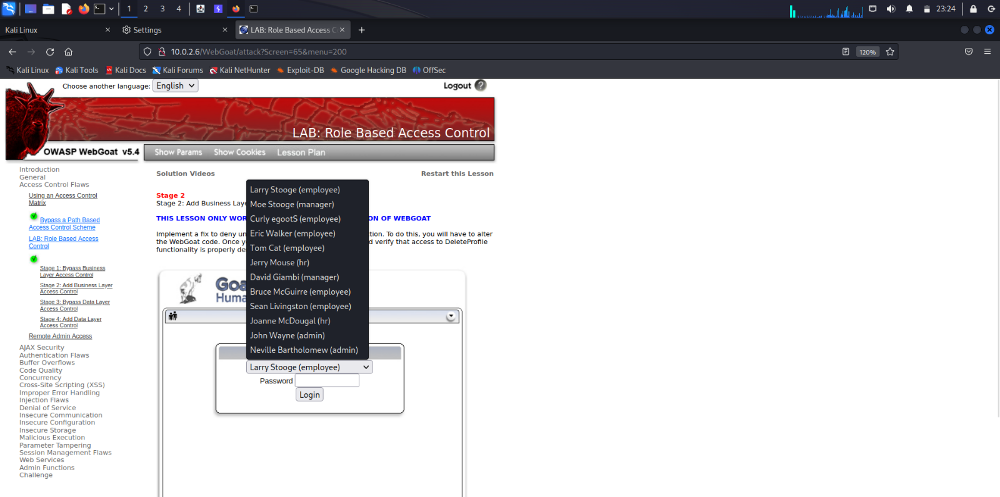 1 2 3 4
23:24
Kali Linux
Settings
LAB: Role Based Access C
10.0.2.6/WebGoat/attack?Screen=65&menu=200
120%
Kali Linux
Kali Tools
Kali Docs
Kali Forums
Kali NetHunter
Exploit-DB
Google Hacking DB
OffSec
Choose another language:
English
Logout ?
LAB: Role Based Access Control
OWASP WebGoat v5.4
Show Params
Show Cookies
Lesson Plan
Introduction
General
Access Control Flaws
Using an Access Control
Matrix
Bypass a Path Based
Access Control Scheme
LAB: Role Based Access
Control
Stage 1: Bypass Business
Layer Access Control
Stage 2: Add Business Layer
Access Control
Stage 3: Bypass Data Layer
Access Control
Stage 4: Add Data Layer
Access Control
Remote Admin Access
AJAX Security
Authentication Flaws
Buffer Overflows
Code Quality
Concurrency
Cross-Site Scripting (XSS)
Improper Error Handling
Injection Flaws
Denial of Service
Insecure Communication
Insecure Configuration
Insecure Storage
Malicious Execution
Parameter Tampering
Session Management Flaws
Web Services
Admin Functions
Challenge
Solution Videos
Restart this Lesson
Stage 2
Stage 2: Add Business Laye
THIS LESSON ONLY WOR
ON OF WEBGOAT
Implement a fix to deny un
tion. To do this, you will have to alter
the WebGoat code. Once yo
d verify that access to DeleteProfile
functionality is properly de
Goa
Huma
Larry Stooge (employee)
Moe Stooge (manager)
Curly egootS (employee)
Eric Walker (employee)
Tom Cat (employee)
Jerry Mouse (hr)
David Giambi (manager)
Bruce McGuirre (employee)
Sean Livingston (employee)
Joanne McDougal (hr)
John Wayne (admin)
Neville Bartholomew (admin)
Larry Stooge (employee)
Password
Login